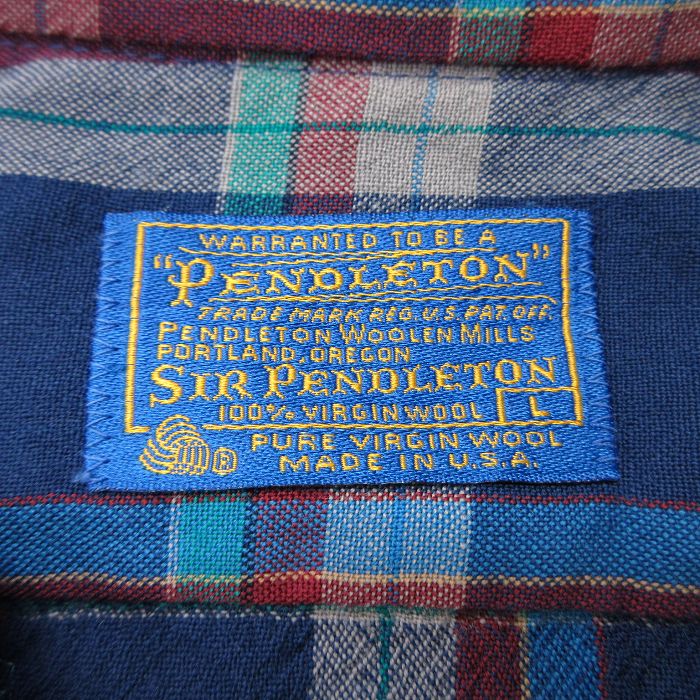 WARRANTED TO BE A
"PENDLETON"
TRADE MARK REG. U.S. PAT. OFF.
PENDLETON WOOLEN MILLS
PORTLAND, OREGON
SIR PENDLETON
100% VIRGIN WOOL L
PURE VIRGIN WOOL
MADE IN U.S.A.